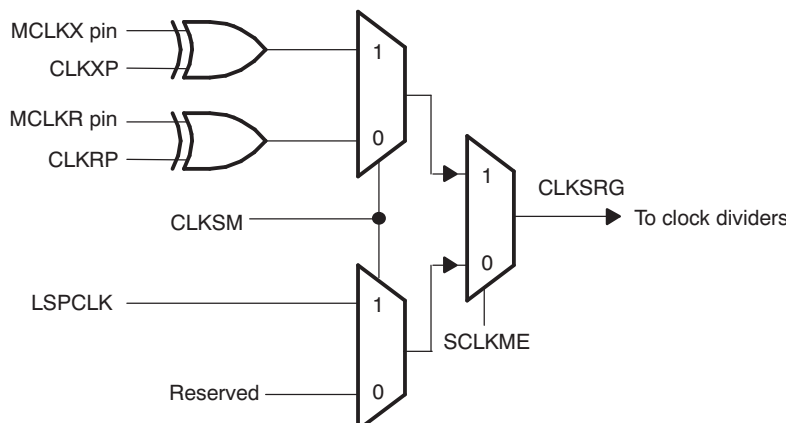 MCLKX pin
CLKXP
1
MCLKR pin
CLKRP
0
CLKSM
1
CLKSRG
To clock dividers
0
LSPCLK
1
SCLKME
Reserved
0